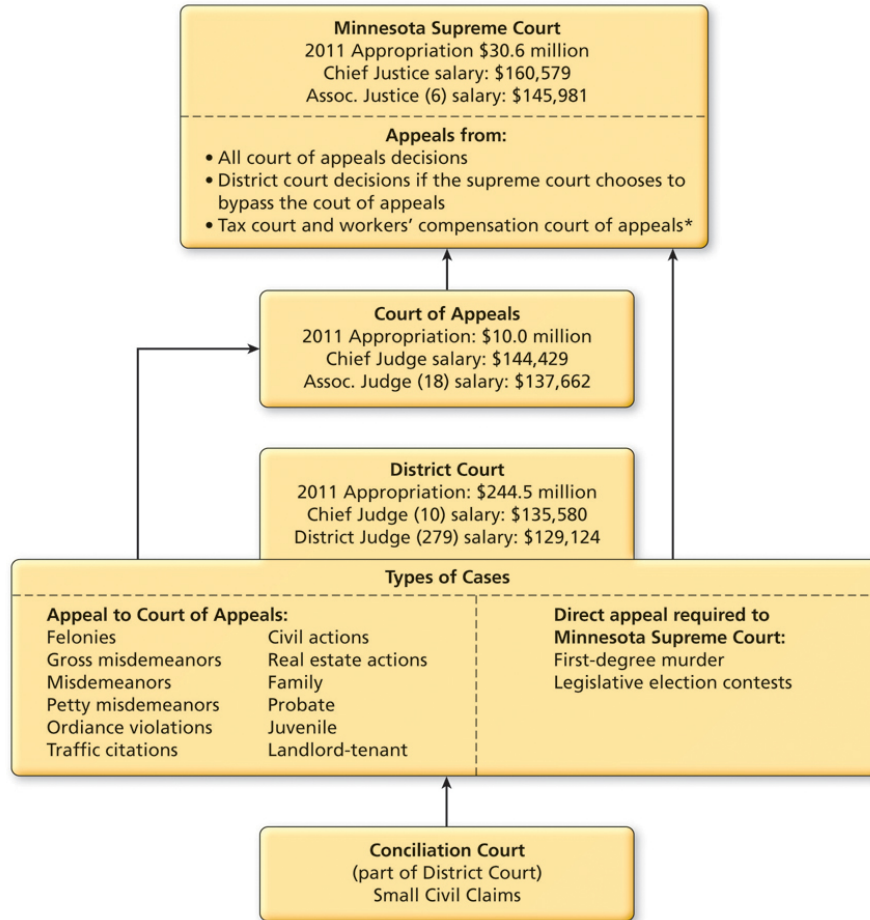 Minnesota Supreme Court
2011 Appropriation $30.6 million
Chief Justice salary: $160,579
Assoc. Justice (6) salary: $145,981
Appeals from:
• All court of appeals decisions
• District court decisions if the supreme court chooses to
bypass the cout of appeals
• Tax court and workers’ compensation court of appeals*
Court of Appeals
2011 Appropriation: $10.0 million
Chief Judge salary: $144,429
Assoc. Judge (18) salary: $137,662
District Court
2011 Appropriation: $244.5 million
Chief Judge (10) salary: $135,580
District Judge (279) salary: $129,124
Types of Cases
Appeal to Court of Appeals:
Felonies
Gross misdemeanors
Misdemeanors
Petty misdemeanors
Ordiance violations
Traffic citations
Civil actions
Real estate actions
Family
Probate
Juvenile
Landlord-tenant
Direct appeal required to
Minnesota Supreme Court:
First-degree murder
Legislative election contests
Conciliation Court
(part of District Court)
Small Civil Claims